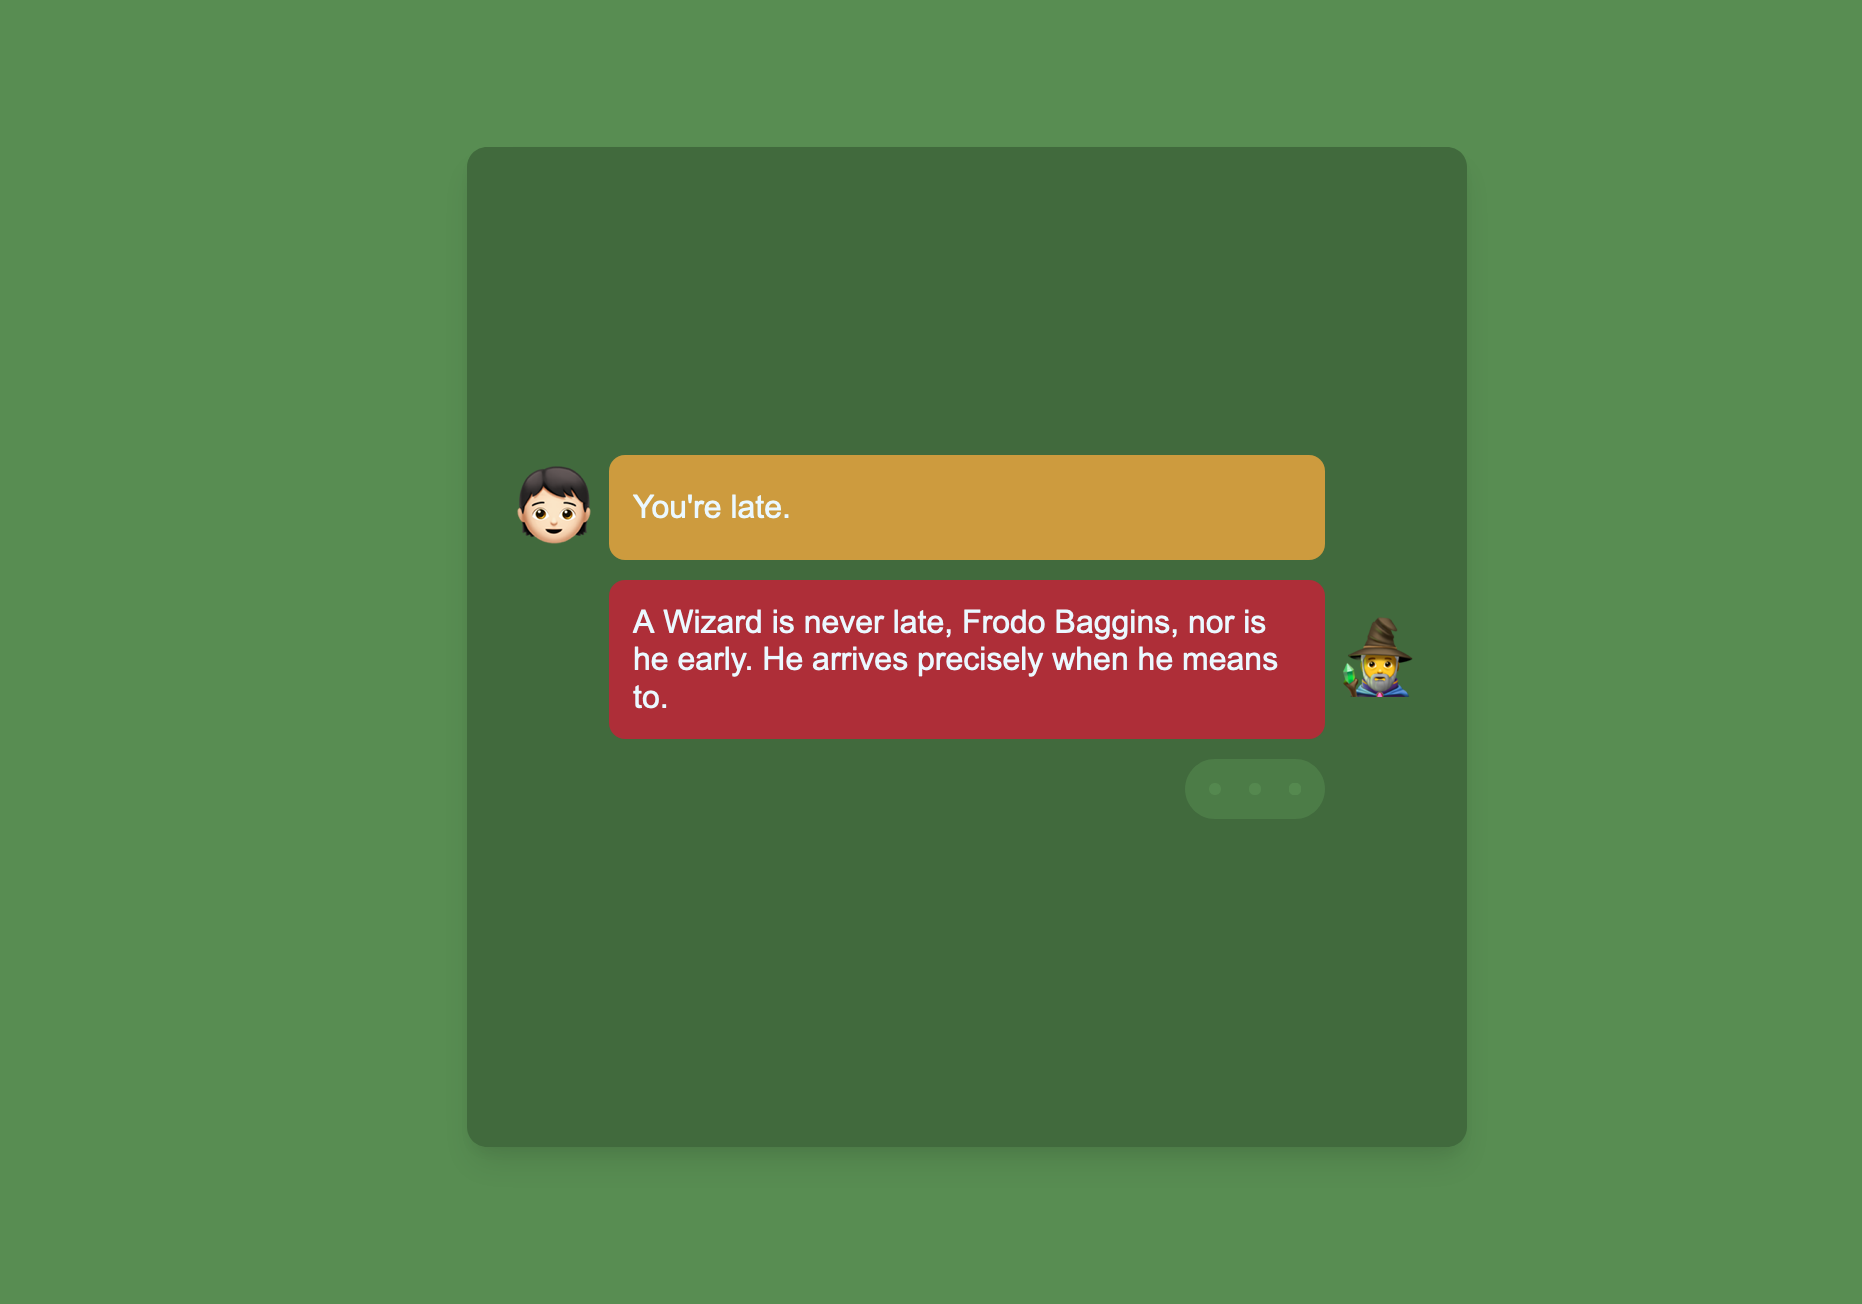 You're late.
A Wizard is never late, Frodo Baggins, nor is
he early. He arrives precisely when he means
to.